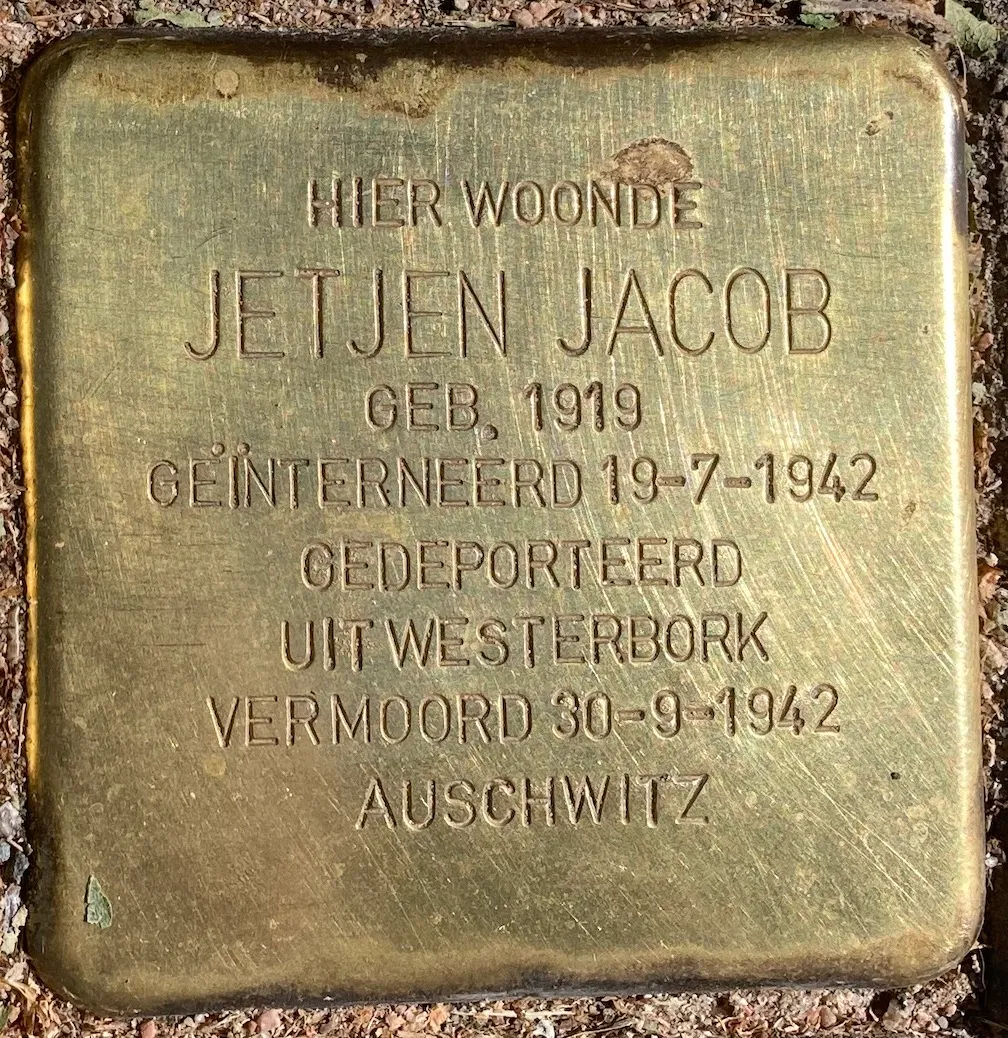 HIER WOONDE
JETJEN JACOB
GEB. 1919
GEÏNTERNEERD 19-7-1942
GEDEPORTEERD
UIT WESTERBORK
VERMOORD 30-9-1942
AUSCHWITZ